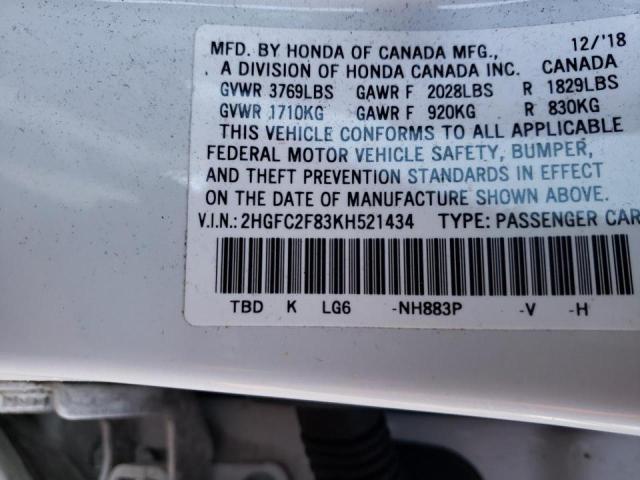 MFD. BY HONDA OF CANADA MFG., 12/'18
A DIVISION OF HONDA CANADA INC. CANADA
GVWR 3769LBS GAWR F 2028LBS R 1829LBS
GVWR 1710KG GAWR F 920KG R 830KG
THIS VEHICLE CONFORMS TO ALL APPLICABLE
FEDERAL MOTOR VEHICLE SAFETY, BUMPER,
AND THEFT PREVENTION STANDARDS IN EFFECT
ON THE DATE OF MANUFACTURE SHOWN ABOVE.
V.I.N.: 2HGFC2F83KH521434 TYPE: PASSENGER CAR
TBD K LG6 -NH883P -V -H